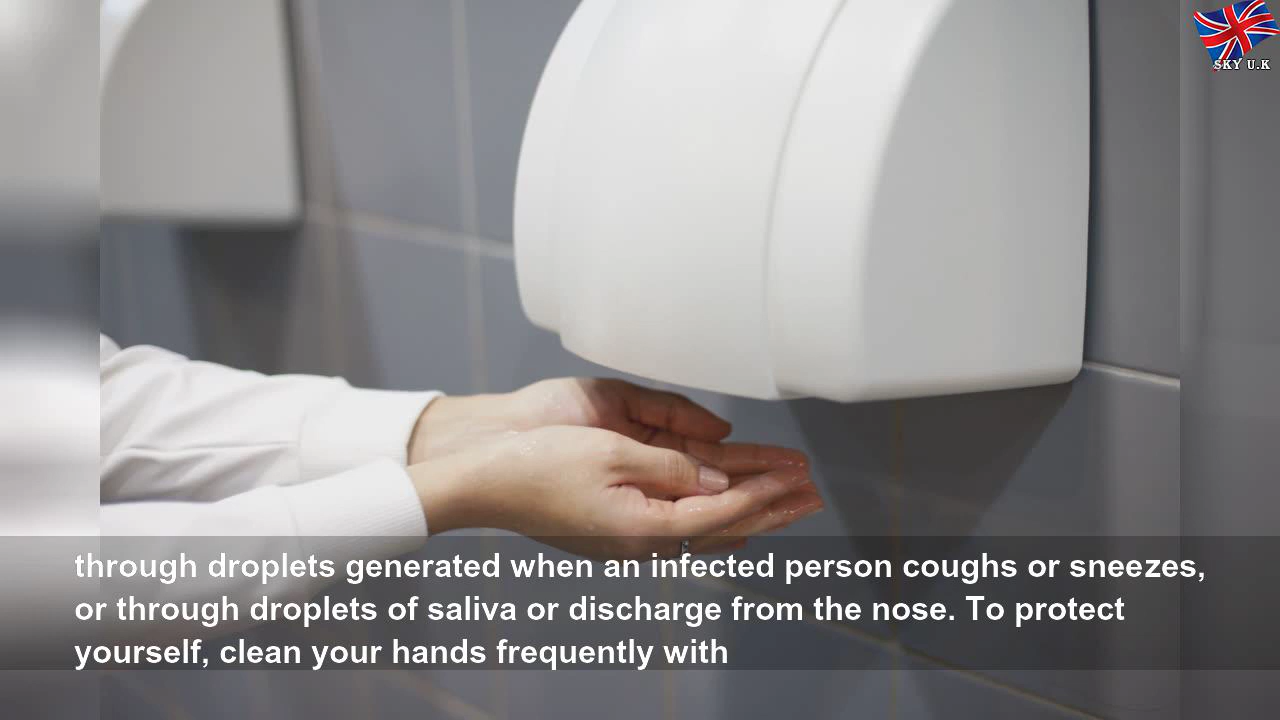 SKY U.K
through droplets generated when an infected person coughs or sneezes,
or through droplets of saliva or discharge from the nose. To protect
yourself, clean your hands frequently with